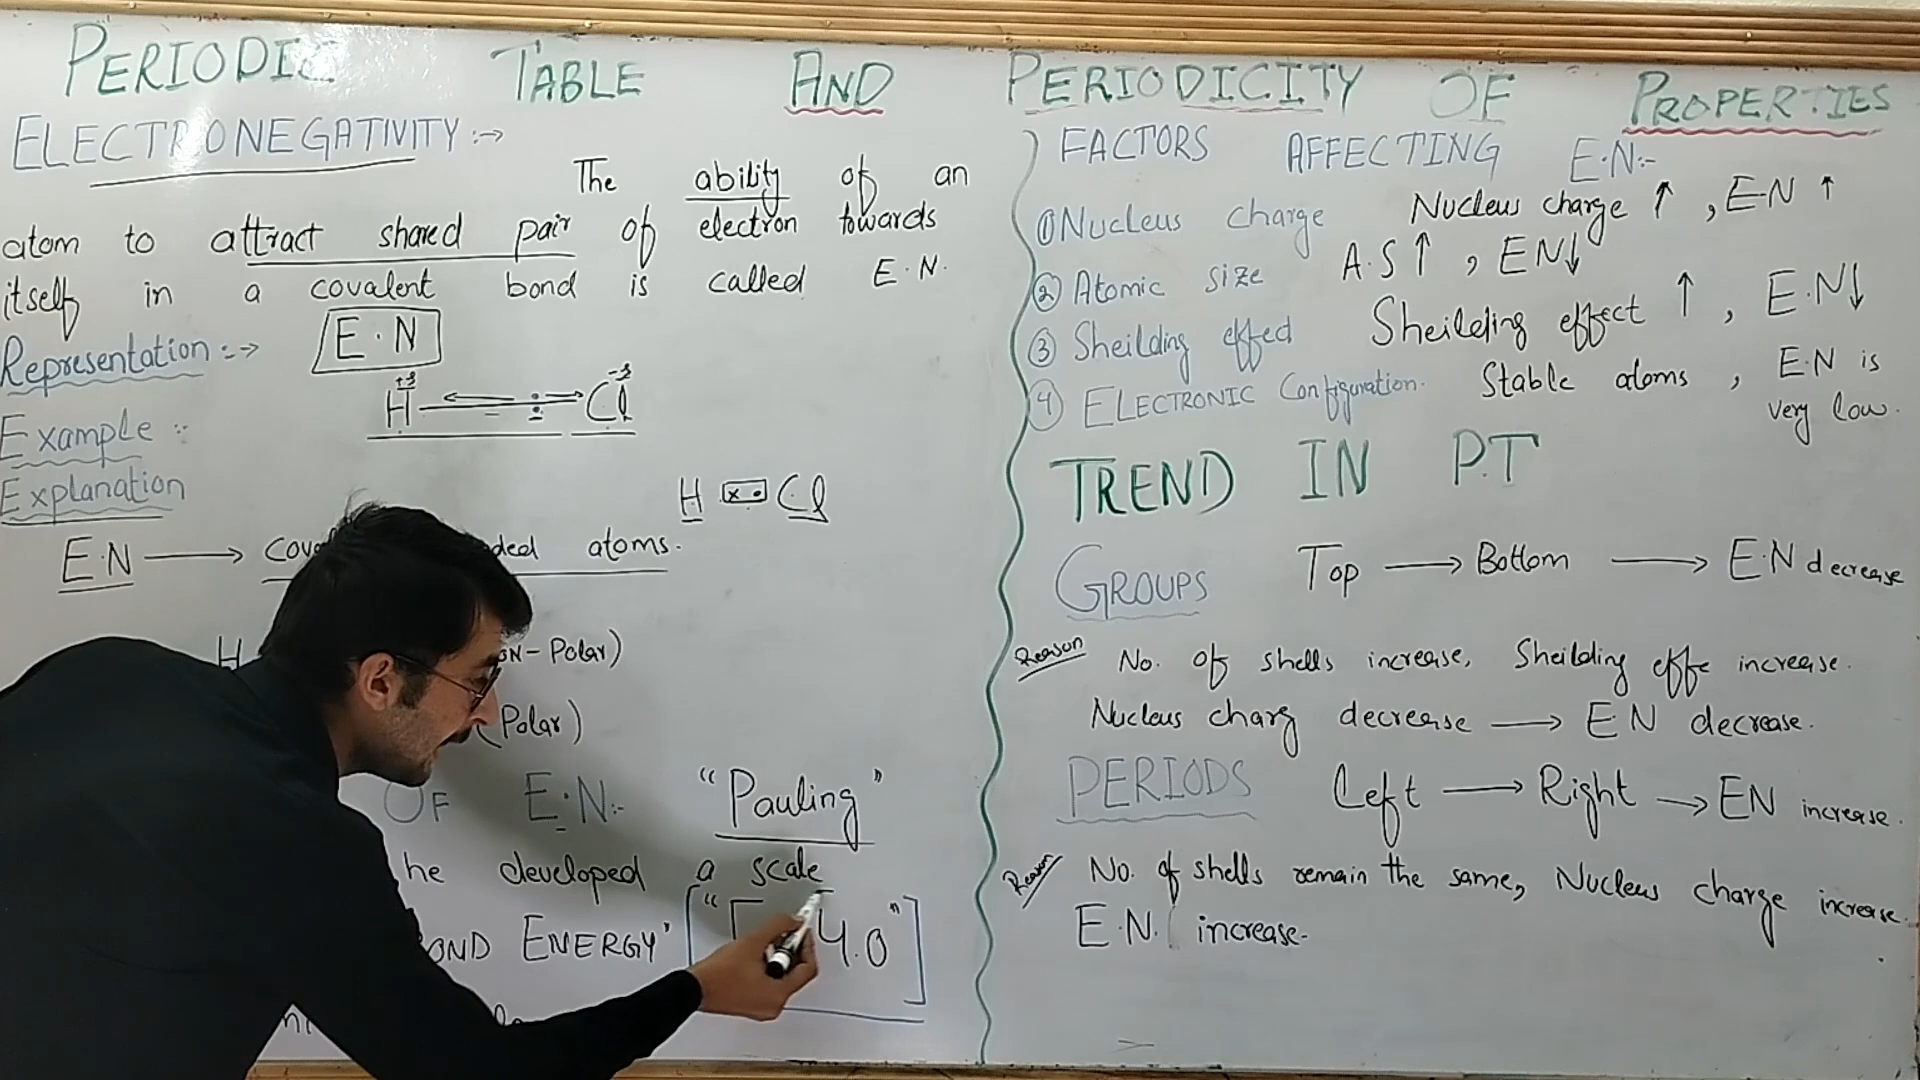 PERIODIC TABLE AND PERIODICITY OF PROPERTIES
ELECTRONEGATIVITY :->
The ability of an
atom to attract shared pair of electron towards
itself in a covalent bond is called E.N.
Representation :-> E.N
+δ -δ
H Cl
Example :-
Explanation
H x. Cl
E.N → atoms.
H (Polar)
- Polar)
OF E.N:-
"Pauling"
he developed a scale
ENERGY" ["F 4.0"]
FACTORS AFFECTING E.N:-
① Nucleus charge Nucleus charge ↑ , E.N ↑
② Atomic size A.S ↑ , EN↓
③ Sheilding effed Sheilding effect ↑ , E.N↓
④ ELECTRONIC Configuration. Stable atoms , E.N is
very low.
TREND IN P.T
GROUPS Top → Bottom → E.N decrease
Reason No. of shells increase, Sheilding effe increase.
Nucleus charg decrease → E.N decrease.
PERIODS Left → Right → EN increase.
Reason No. of shells remain the same, Nucleus charge increase.
E.N. increase.